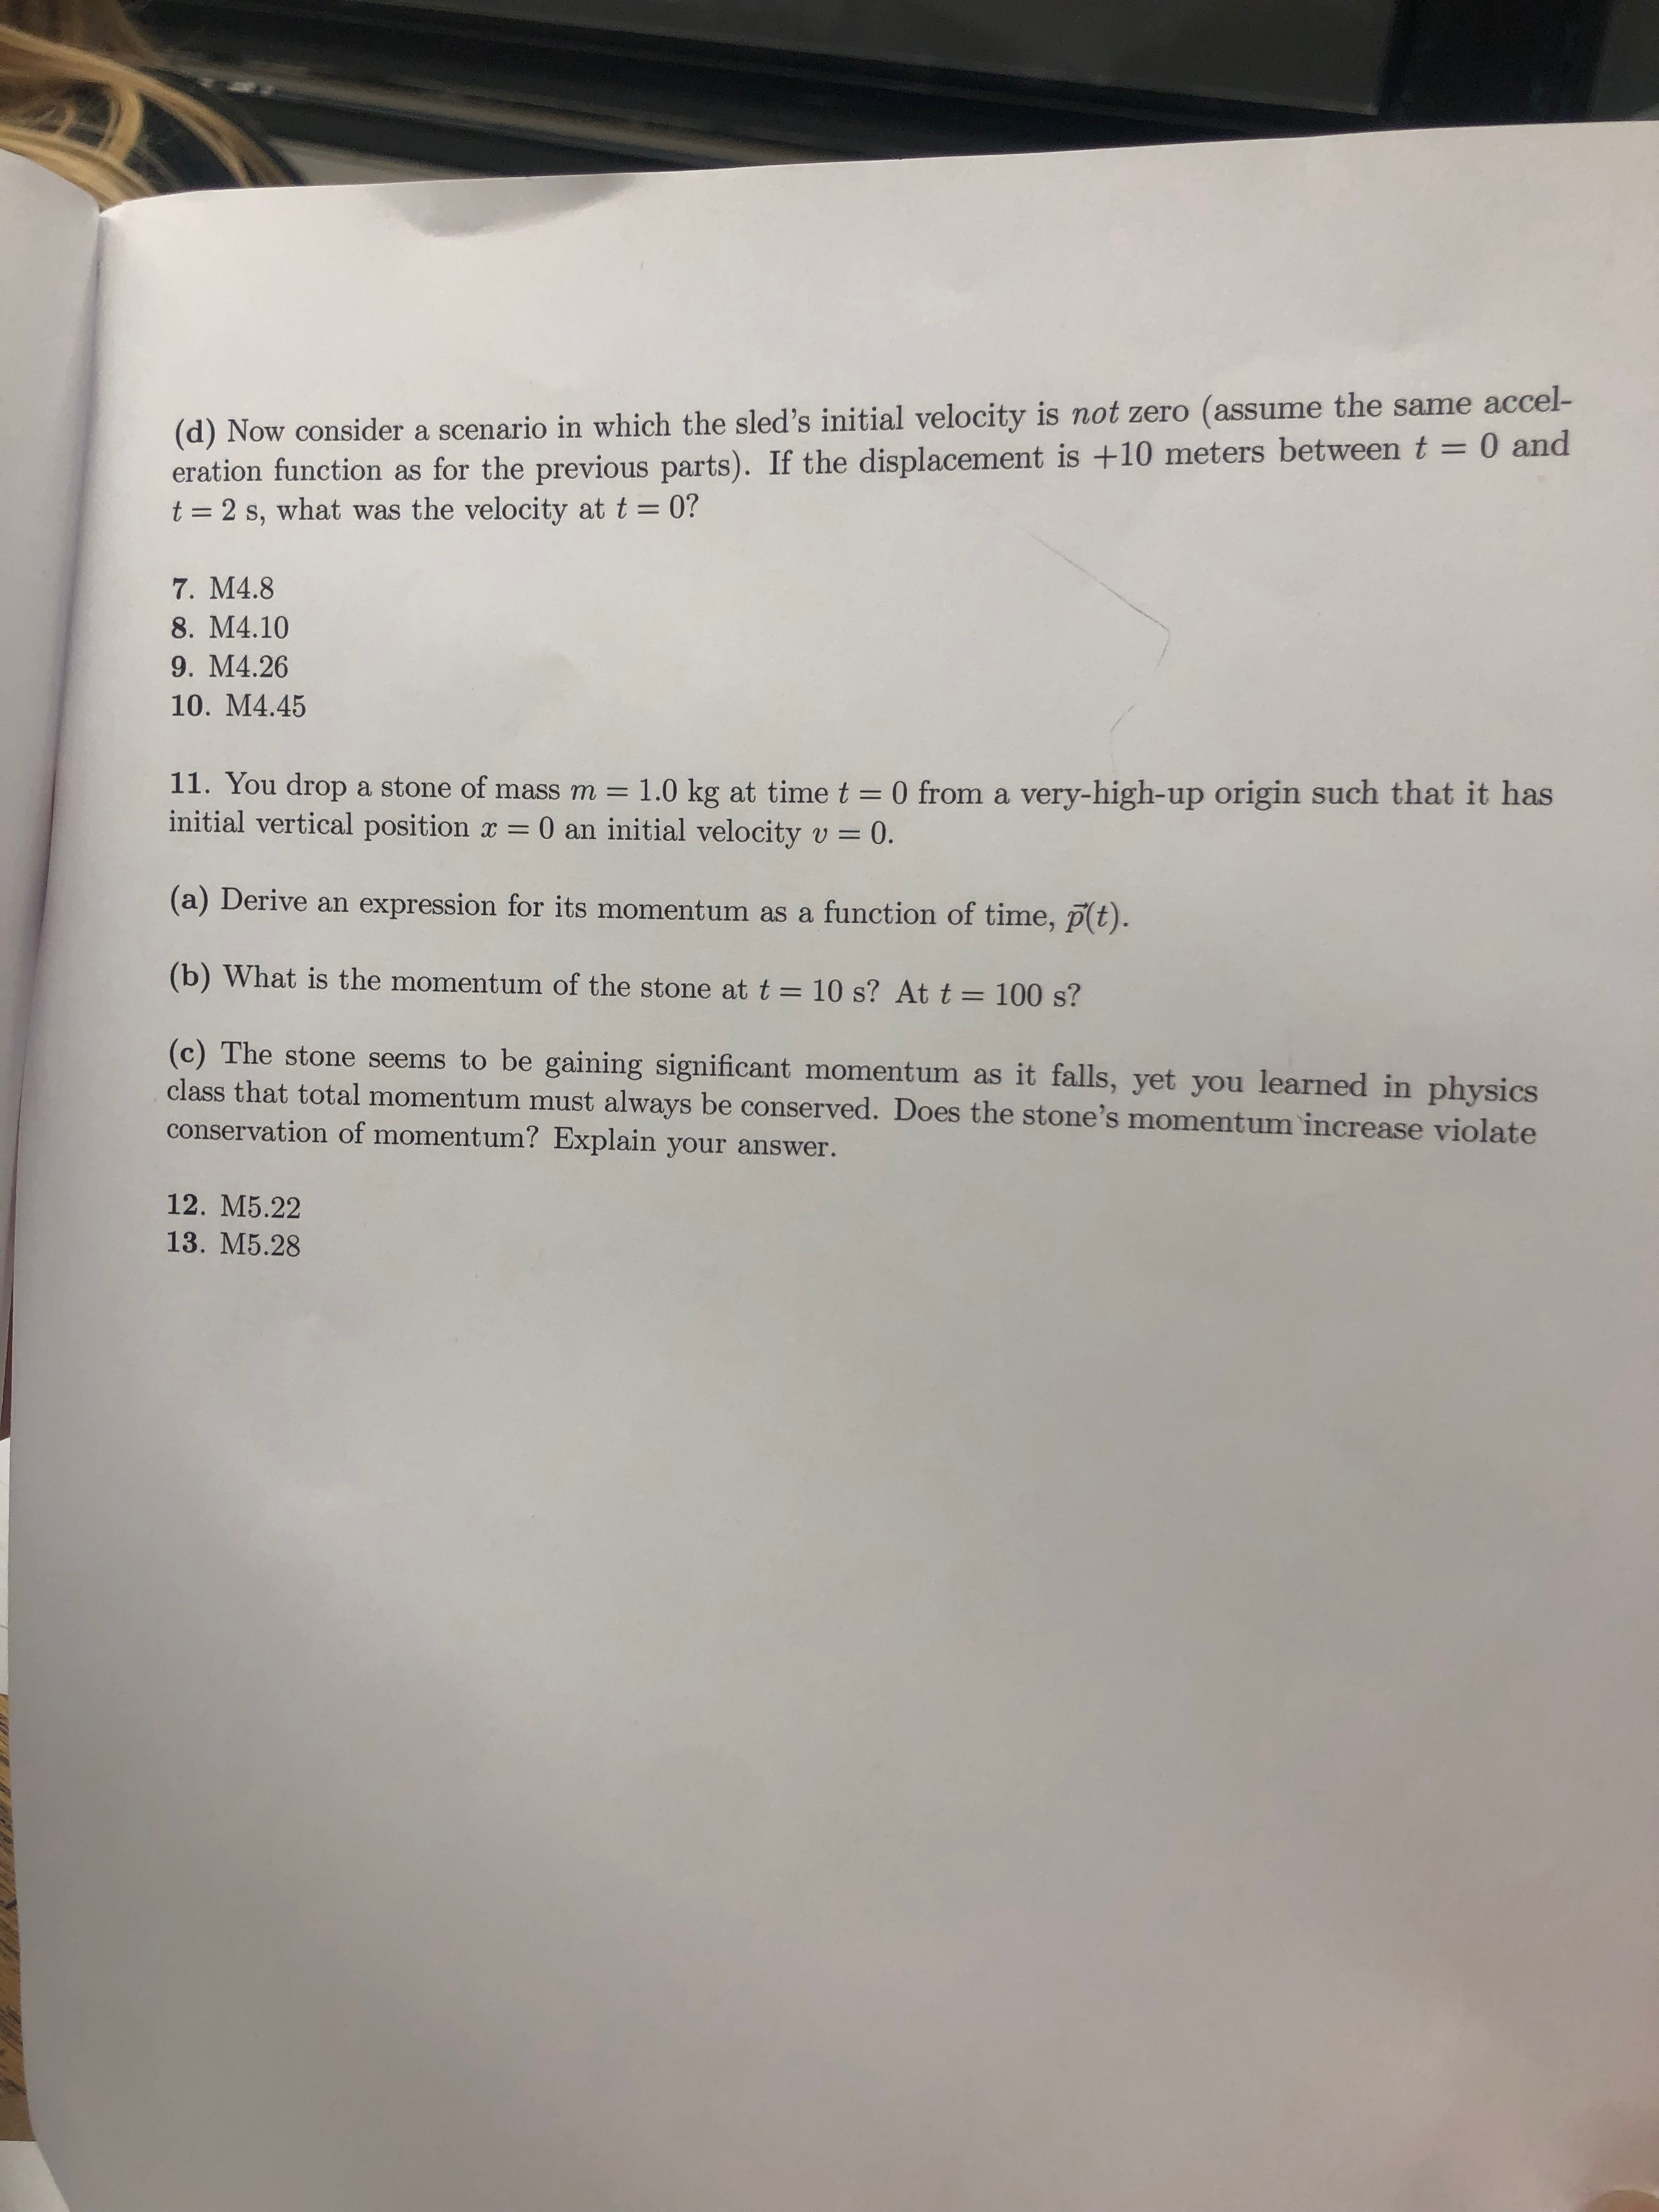 (d) Now consider a scenario in which the sled's initial velocity is not zero (assume the same accel-
eration function as for the previous parts). If the displacement is +10 meters between t = 0 and
t = 2 s, what was the velocity at t = 0?
7. M4.8
8. M4.10
9. M4.26
10. M4.45
11. You drop a stone of mass m = 1.0 kg at time t = 0 from a very-high-up origin such that it has
initial vertical position x = 0 an initial velocity v = 0.
(a) Derive an expression for its momentum as a function of time, p⃗(t).
(b) What is the momentum of the stone at t = 10 s? At t = 100 s?
(c) The stone seems to be gaining significant momentum as it falls, yet you learned in physics
class that total momentum must always be conserved. Does the stone's momentum increase violate
conservation of momentum? Explain your answer.
12. M5.22
13. M5.28